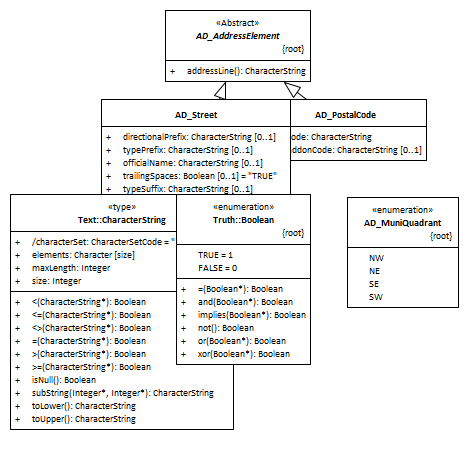 «Abstract»
AD_AddressElement
{root}
+ addressLine(): CharacterString
AD_Street
+ directionalPrefix: CharacterString [0..1]
+ typePrefix: CharacterString [0..1]
+ officialName: CharacterString [0..1]
+ trailingSpaces: Boolean [0..1] = "TRUE"
+ typeSuffix: CharacterString [0..1]
AD_PostalCode
ode: CharacterString
ddonCode: CharacterString [0..1]
«type»
Text::CharacterString
+ /characterSet: CharacterSetCode = "
+ elements: Character [size]
+ maxLength: Integer
+ size: Integer
+ <(CharacterString*): Boolean
+ <=(CharacterString*): Boolean
+ <>(CharacterString*): Boolean
+ =(CharacterString*): Boolean
+ >(CharacterString*): Boolean
+ >=(CharacterString*): Boolean
+ isNull(): Boolean
+ subString(Integer*, Integer*): CharacterString
+ toLower(): CharacterString
+ toUpper(): CharacterString
«enumeration»
Truth::Boolean
{root}
TRUE = 1
FALSE = 0
+ =(Boolean*): Boolean
+ and(Boolean*): Boolean
+ implies(Boolean*): Boolean
+ not(): Boolean
+ or(Boolean*): Boolean
+ xor(Boolean*): Boolean
«enumeration»
AD_MuniQuadrant
{root}
NW
NE
SE
SW